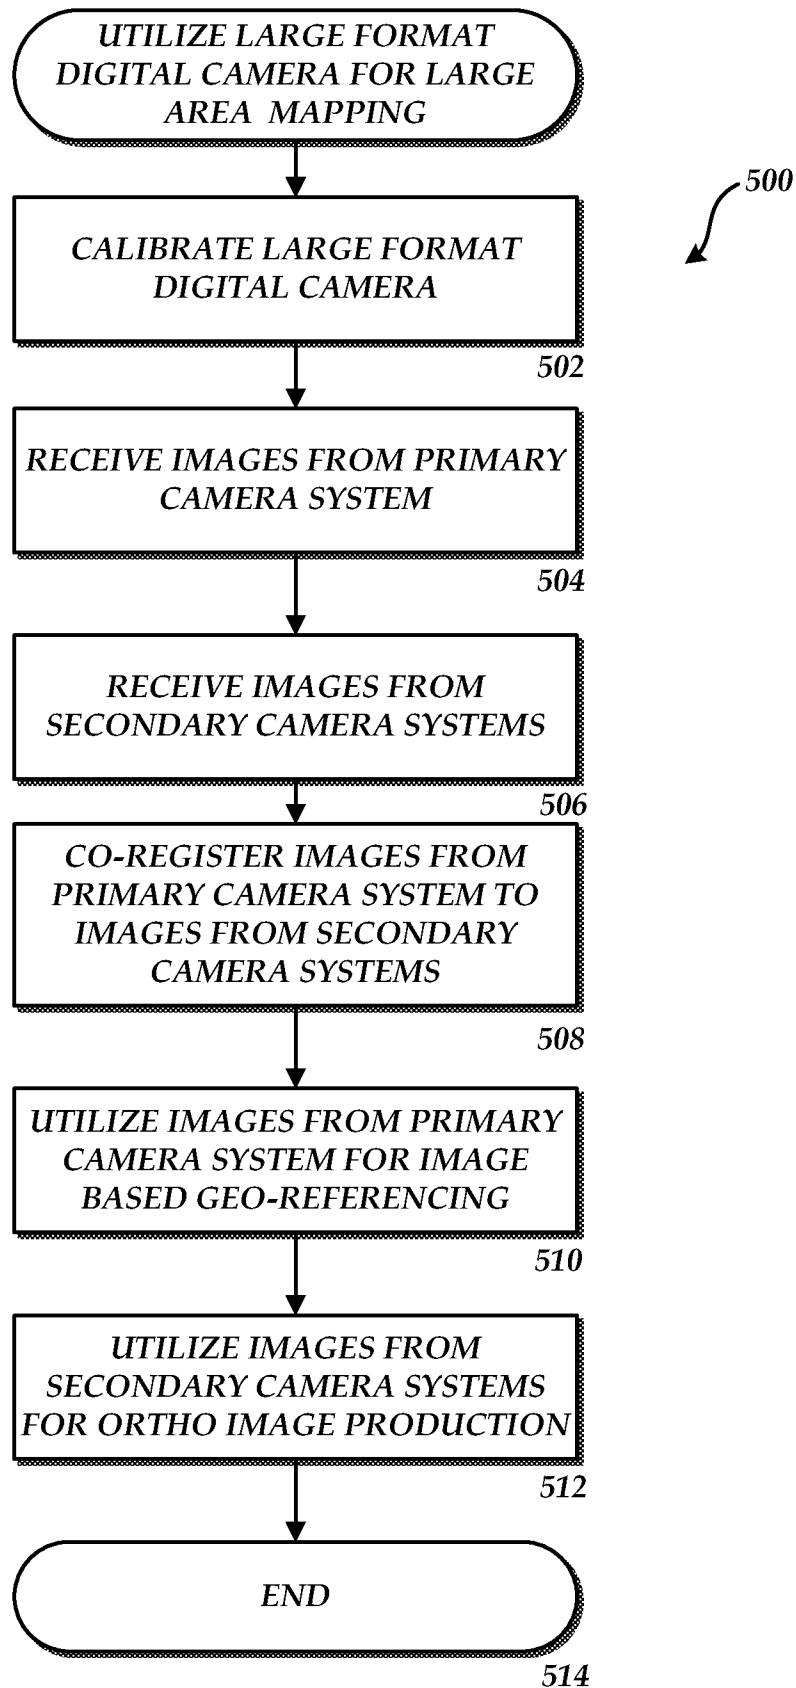 UTILIZE LARGE FORMAT
DIGITAL CAMERA FOR LARGE
AREA MAPPING
500
CALIBRATE LARGE FORMAT
DIGITAL CAMERA
502
RECEIVE IMAGES FROM PRIMARY
CAMERA SYSTEM
504
RECEIVE IMAGES FROM
SECONDARY CAMERA SYSTEMS
506
CO-REGISTER IMAGES FROM
PRIMARY CAMERA SYSTEM TO
IMAGES FROM SECONDARY
CAMERA SYSTEMS
508
UTILIZE IMAGES FROM PRIMARY
CAMERA SYSTEM FOR IMAGE
BASED GEO-REFERENCING
510
UTILIZE IMAGES FROM
SECONDARY CAMERA SYSTEMS
FOR ORTHO IMAGE PRODUCTION
512
END
514